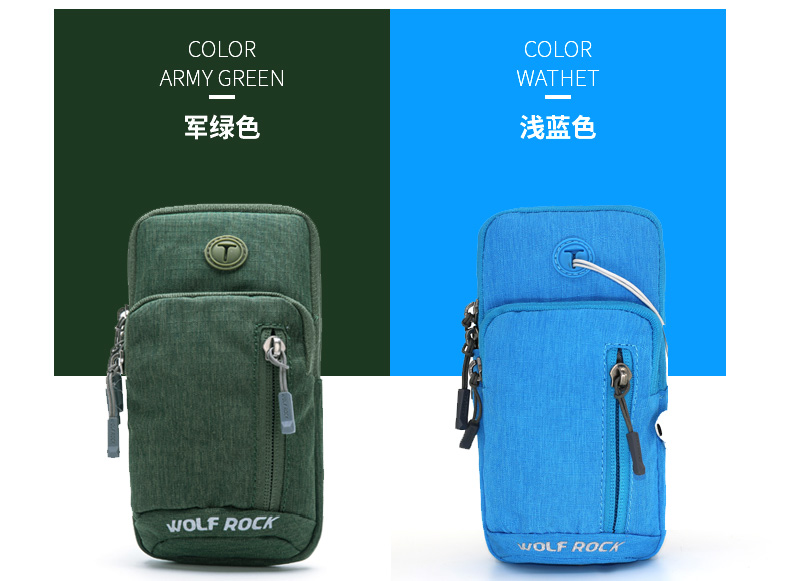 COLOR
ARMY GREEN
军绿色
COLOR
WATHET
浅蓝色
WOLF ROCK
WOLF ROCK